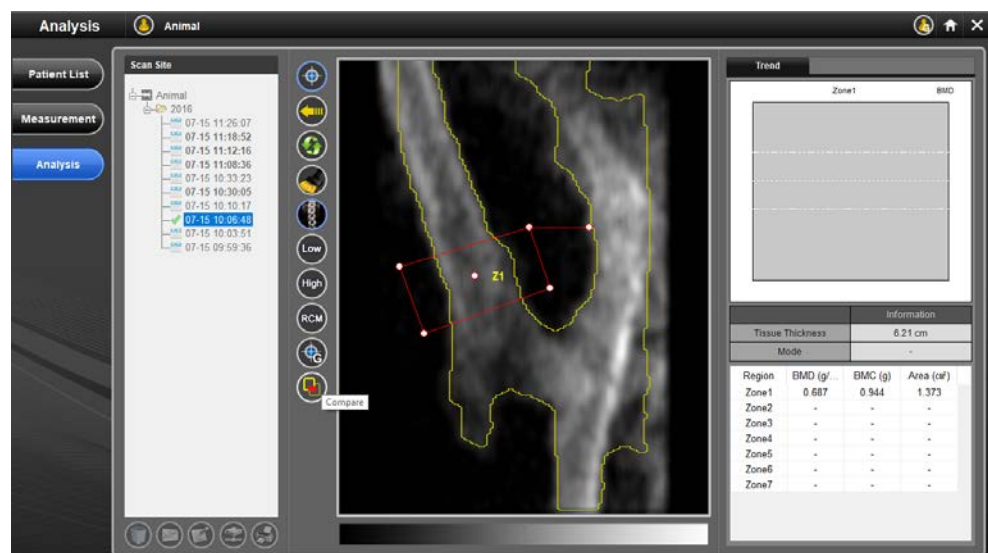 Analysis
Animal
Patient List
Measurement
Analysis
Scan Site
Animal
2016
07-15 11:26:07
07-15 11:18:52
07-15 11:12:16
07-15 11:08:36
07-15 10:33:23
07-15 10:30:05
07-15 10:10:17
07-15 10:06:48
07-15 10:03:51
07-15 09:59:36
Low
High
RCM
G
Compare
Z1
Trend
Zone1 BMD
Information
Tissue Thickness 6.21 cm
Mode -
Region BMD (g/... BMC (g) Area (㎠)
Zone1 0.687 0.944 1.373
Zone2 - - -
Zone3 - - -
Zone4 - - -
Zone5 - - -
Zone6 - - -
Zone7 - - -